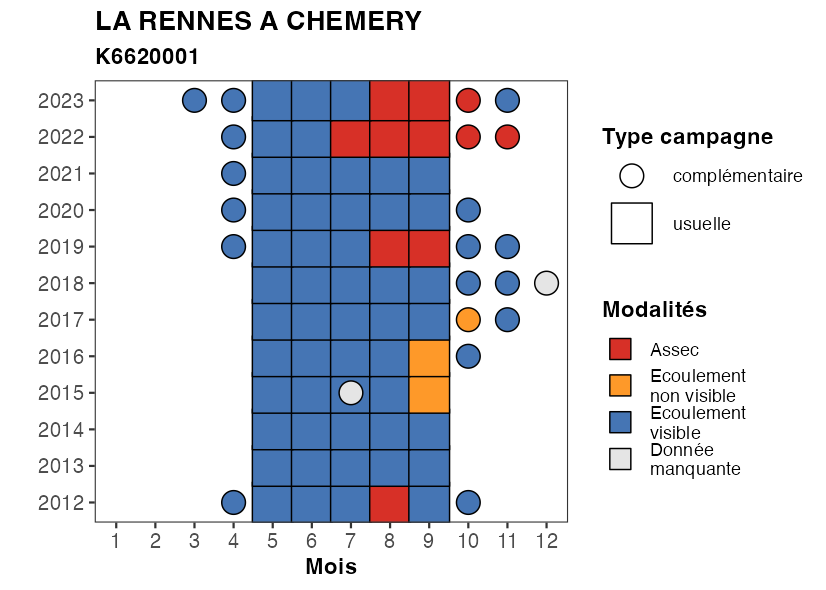 LA RENNES A CHEMERY
K6620001
2023
2022
2021
2020
2019
2018
2017
2016
2015
2014
2013
2012
1 2 3 4 5 6 7 8 9 10 11 12
Mois
Type campagne
complémentaire
usuelle
Modalités
Assec
Ecoulement
non visible
Ecoulement
visible
Donnée
manquante